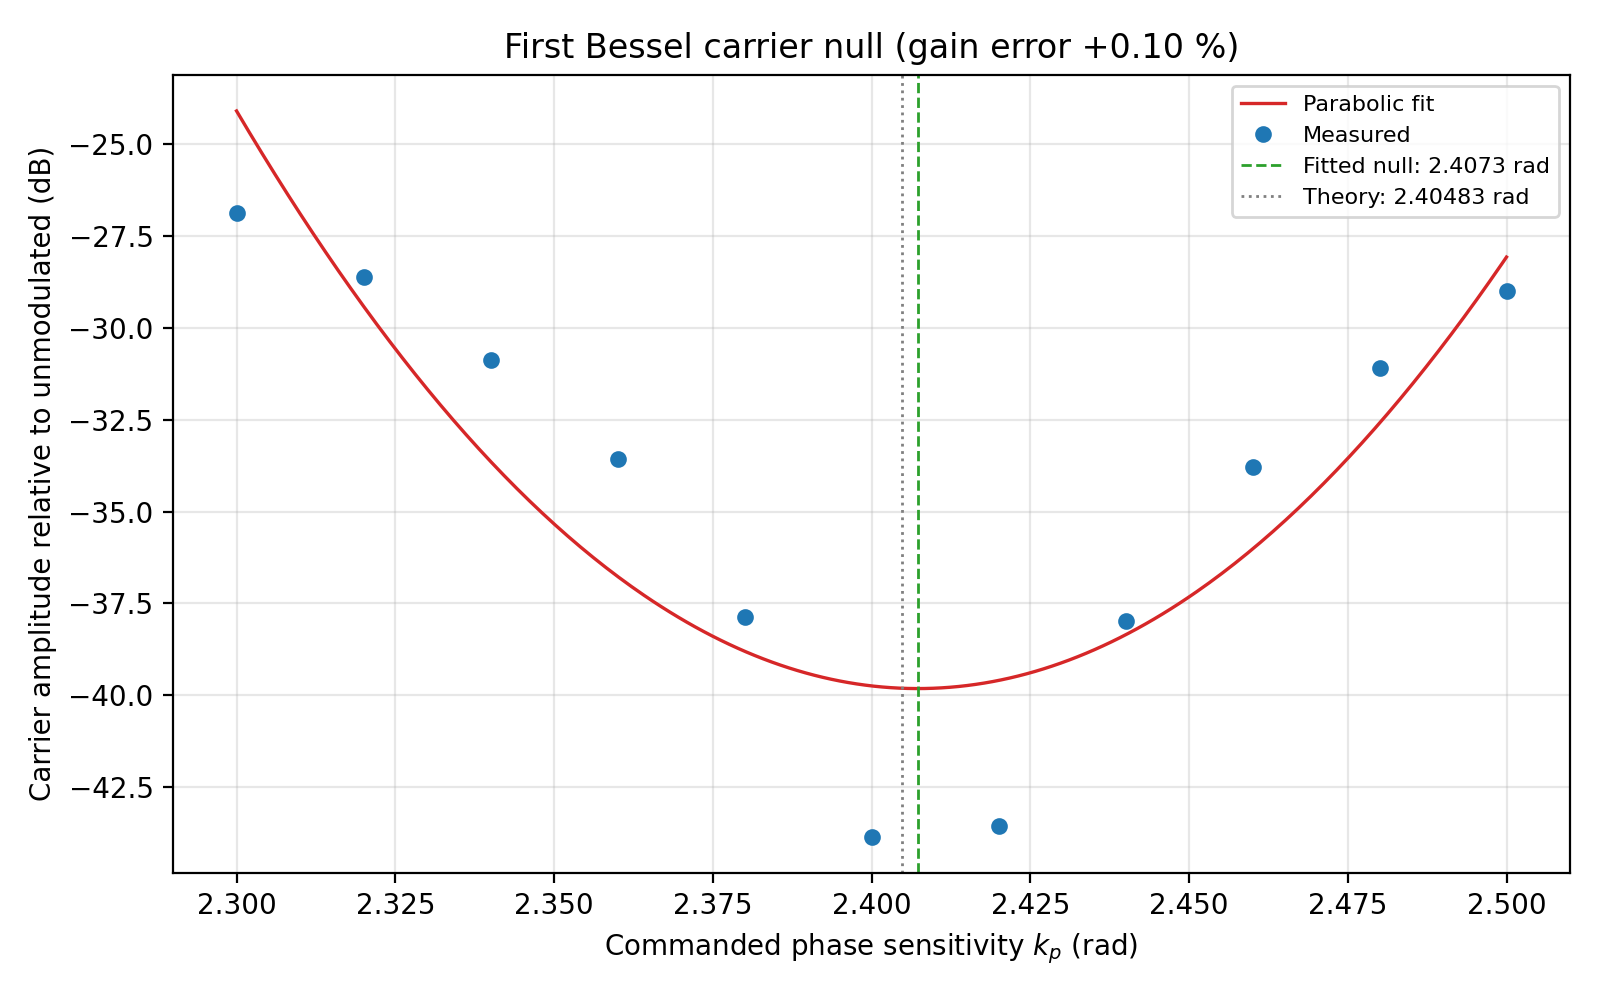 First Bessel carrier null (gain error +0.10 %)
Carrier amplitude relative to unmodulated (dB)
−25.0
−27.5
−30.0
−32.5
−35.0
−37.5
−40.0
−42.5
Parabolic fit
Measured
Fitted null: 2.4073 rad
Theory: 2.40483 rad
2.300 2.325 2.350 2.375 2.400 2.425 2.450 2.475 2.500
Commanded phase sensitivity kₚ (rad)